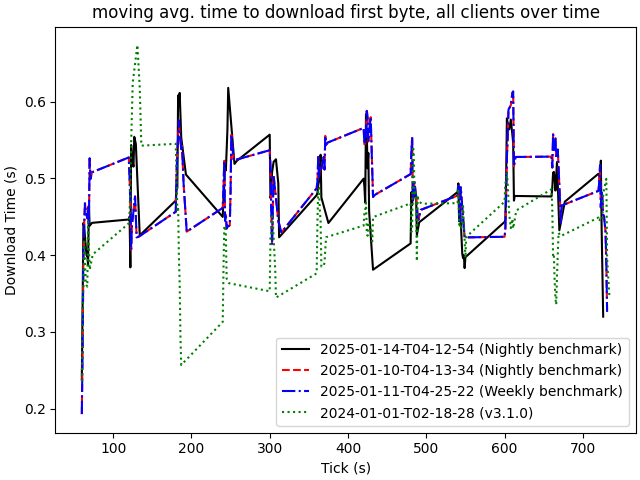 moving avg. time to download first byte, all clients over time
Download Time (s)
0.6
0.5
0.4
0.3
0.2
2025-01-14-T04-12-54 (Nightly benchmark)
2025-01-10-T04-13-34 (Nightly benchmark)
2025-01-11-T04-25-22 (Weekly benchmark)
2024-01-01-T02-18-28 (v3.1.0)
100 200 300 400 500 600 700
Tick (s)